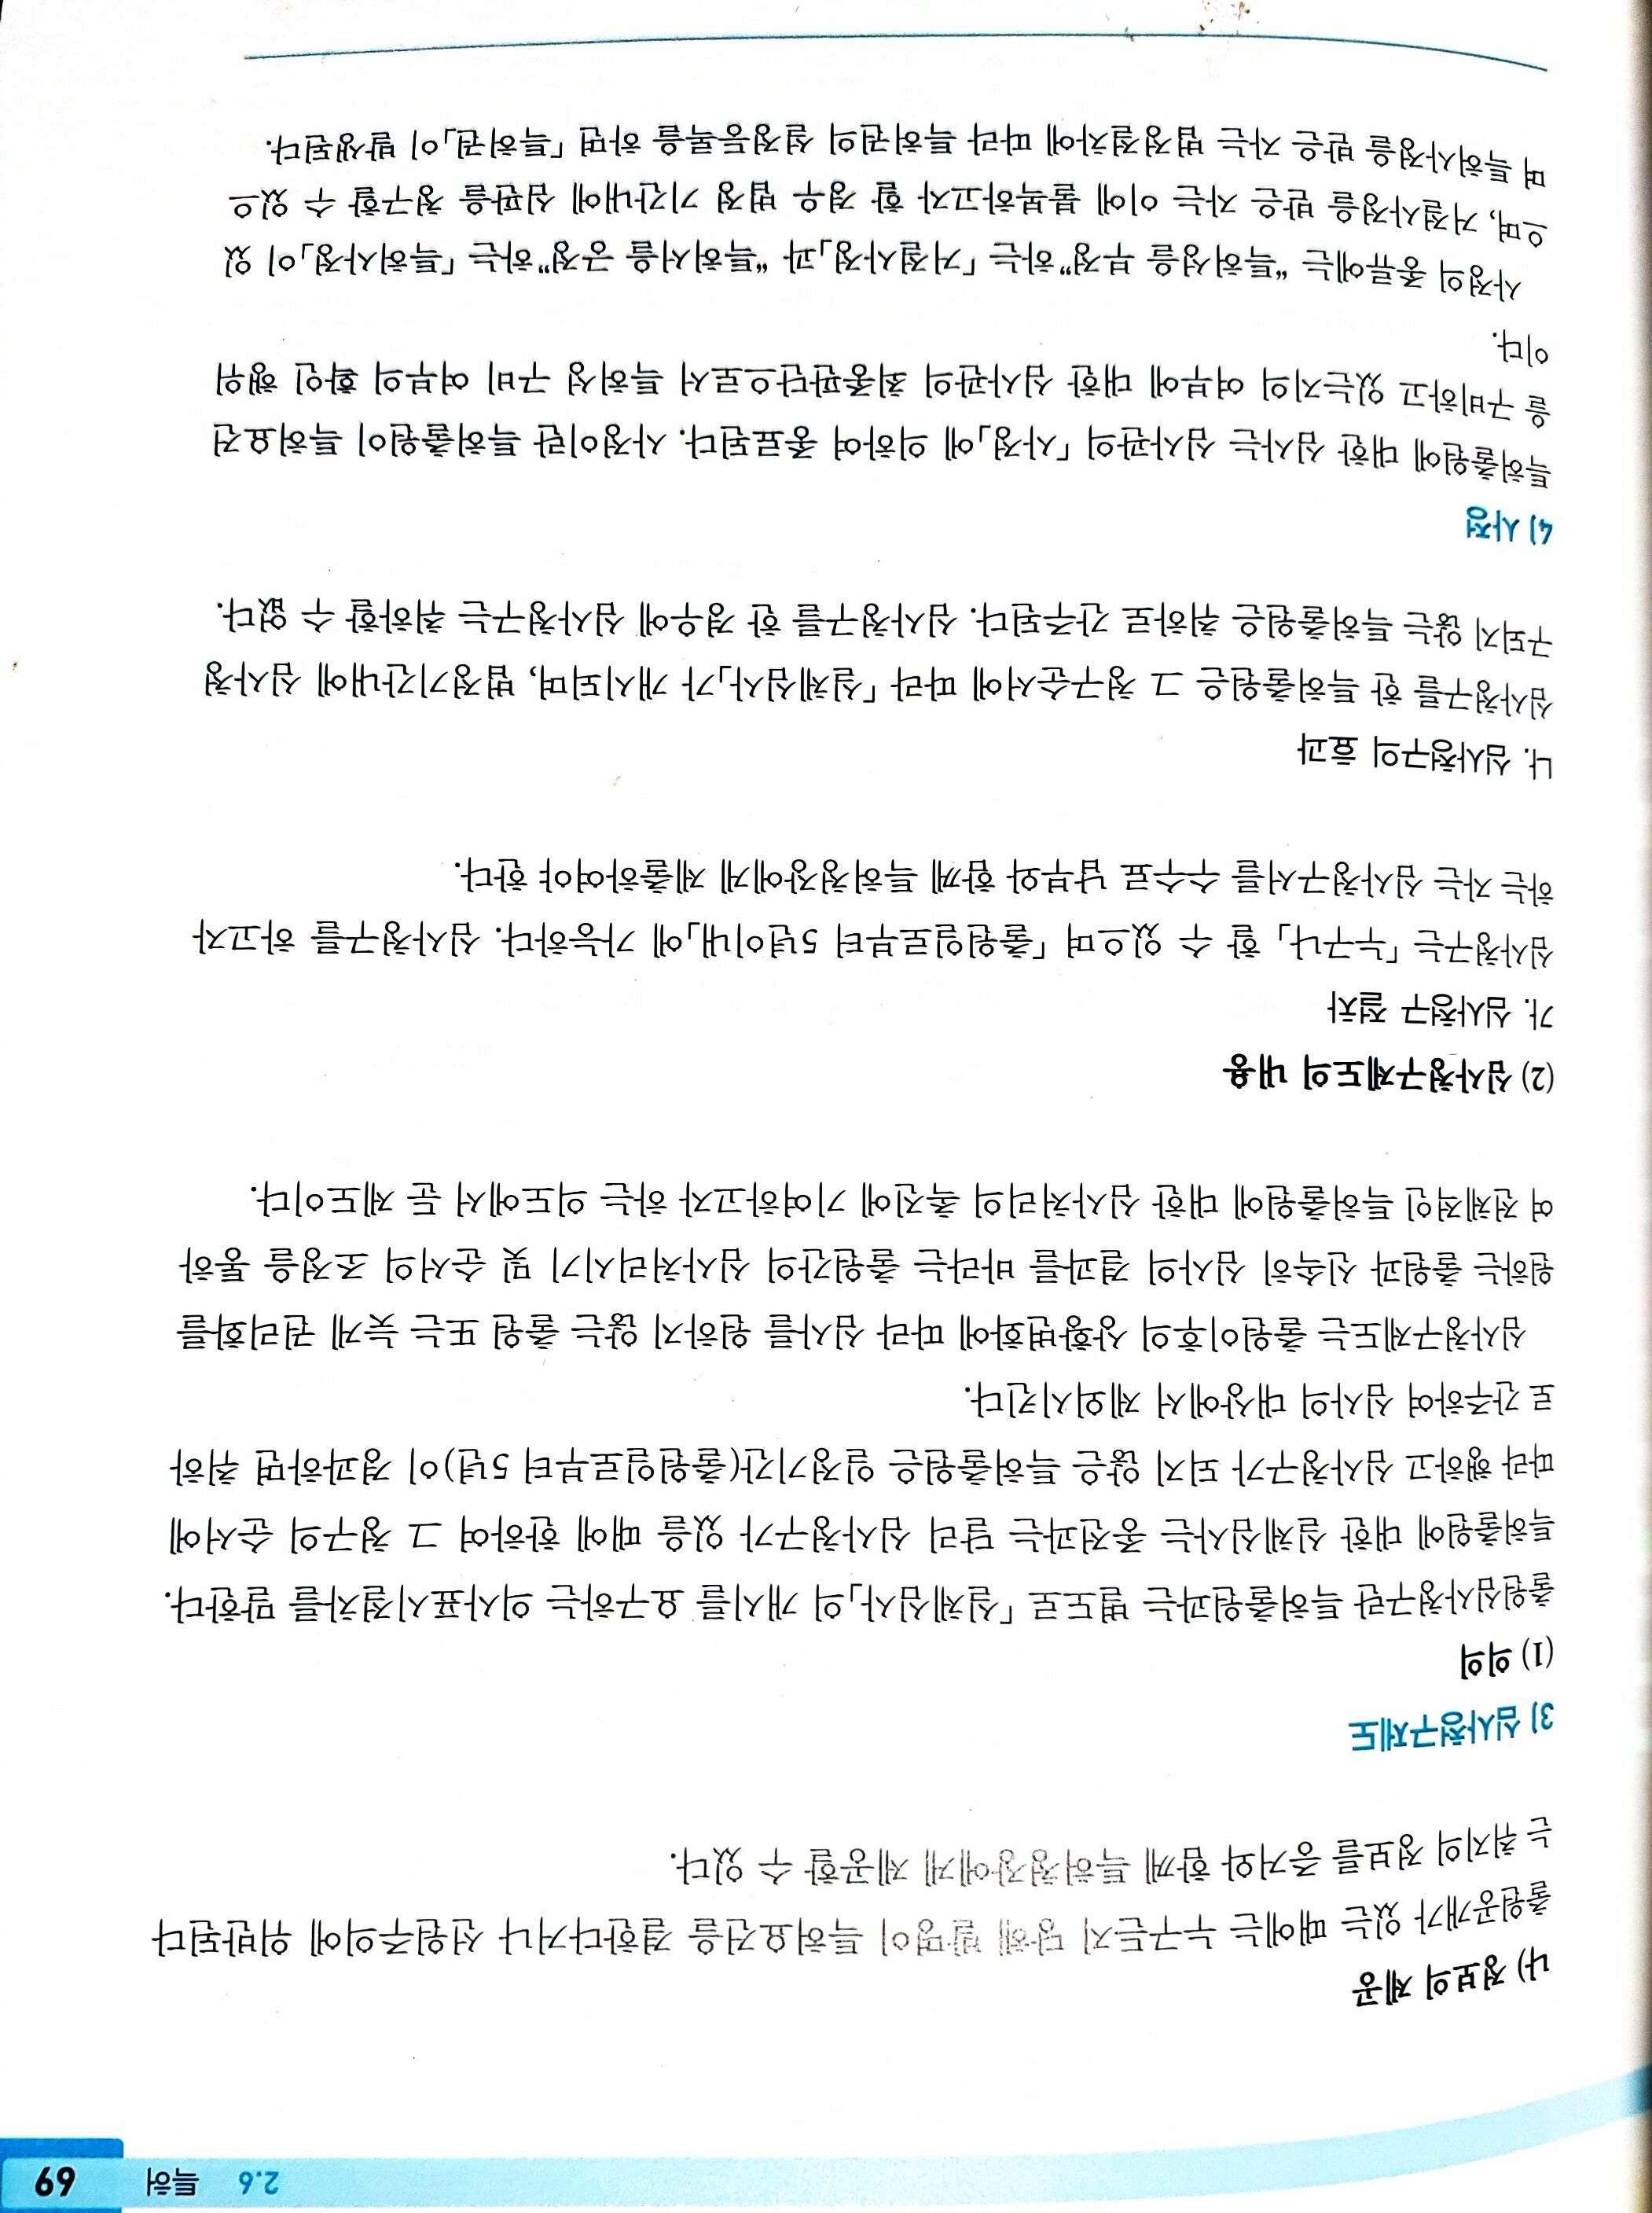 2.6 특허 69
나) 정보의 제공
출원공개가 있는 때에는 누구든지 당해 발명이 특허요건을 결한다거나 선원주의에 위반된다
는 취지의 정보를 증거와 함께 특허청장에게 제공할 수 있다.
3) 심사청구제도
(1) 의의
출원심사청구란 특허출원과는 별도로 「실체심사」의 개시를 요구하는 의사표시절차를 말한다.
특허출원에 대한 실체심사는 종전과는 달리 심사청구가 있을 때에 한하여 그 청구의 순서에
따라 행하고 심사청구가 되지 않은 특허출원은 일정기간(출원일로부터 5년)이 경과하면 취하
로 간주하여 심사의 대상에서 제외시킨다.
심사청구제도는 출원이후의 상황변화에 따라 심사를 원하지 않는 출원 또는 늦게 권리화를
원하는 출원과 신속히 심사의 결과를 바라는 출원간의 심사처리시기 및 순서의 조정을 통하
여 전체적인 특허출원에 대한 심사처리의 촉진에 기여하고자 하는 의도에서 둔 제도이다.
(2) 심사청구제도의 내용
가. 심사청구 절차
심사청구는 「누구나」 할 수 있으며 「출원일로부터 5년이내」에 가능하다. 심사청구를 하고자
하는 자는 심사청구서를 수수료 납부와 함께 특허청장에게 제출하여야 한다.
나. 심사청구의 효과
심사청구를 한 특허출원은 그 청구순서에 따라 「실체심사」가 개시되며, 법정기간내에 심사청
구되지 않는 특허출원은 취하로 간주된다. 심사청구를 한 경우에 심사청구는 취하할 수 없다.
4) 사정
특허출원에 대한 심사는 심사관의 「사정」에 의하여 종료된다. 사정이란 특허출원이 특허요건
을 구비하고 있는지의 여부에 대한 심사관의 최종판단으로서 특허성 구비 여부의 확인 행위
이다.
사정의 종류에는 "특허성을 부정"하는 「거절사정」과 "특허서을 긍정"하는 「특허사정」이 있
으며, 거절사정을 받은 자는 이에 불복하고자 할 경우 법정 기간내에 심판을 청구할 수 있으
며 특허사정을 받은 자는 법정절차에 따라 특허권의 설정등록을 하면 「특허권」이 발생된다.